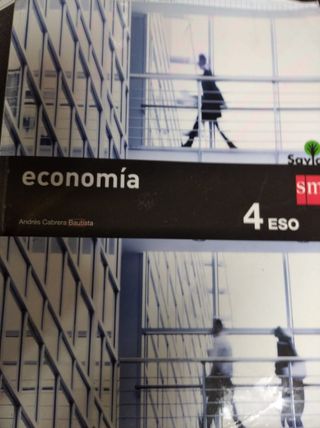 Savia
economía
sm
Andrés Cabrera Bautista
4 ESO